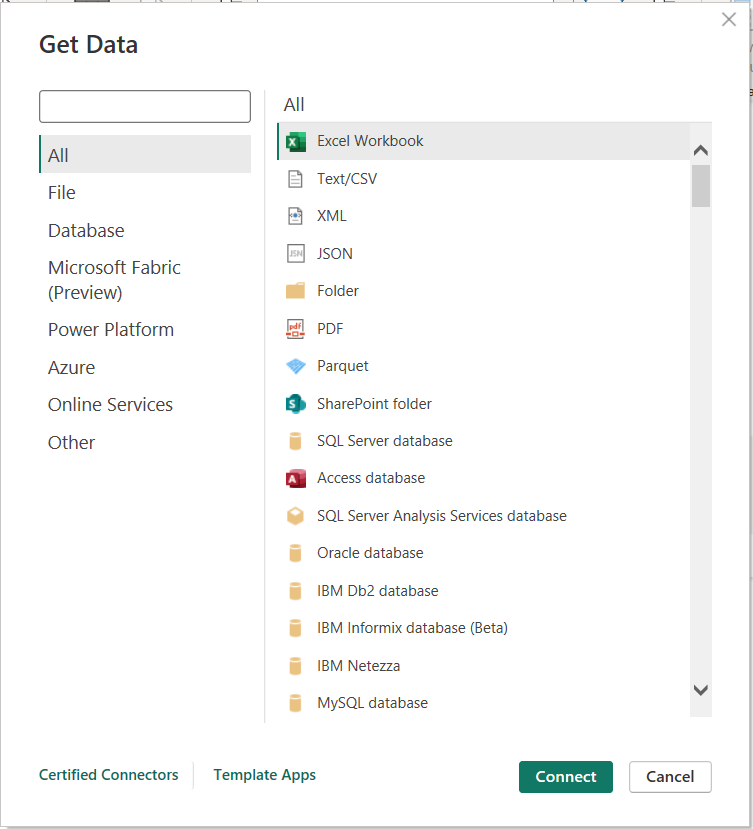 Get Data
All
File
Database
Microsoft Fabric
(Preview)
Power Platform
Azure
Online Services
Other
All
Excel Workbook
Text/CSV
XML
JSON
Folder
PDF
Parquet
SharePoint folder
SQL Server database
Access database
SQL Server Analysis Services database
Oracle database
IBM Db2 database
IBM Informix database (Beta)
IBM Netezza
MySQL database
Certified Connectors
Template Apps
Connect
Cancel